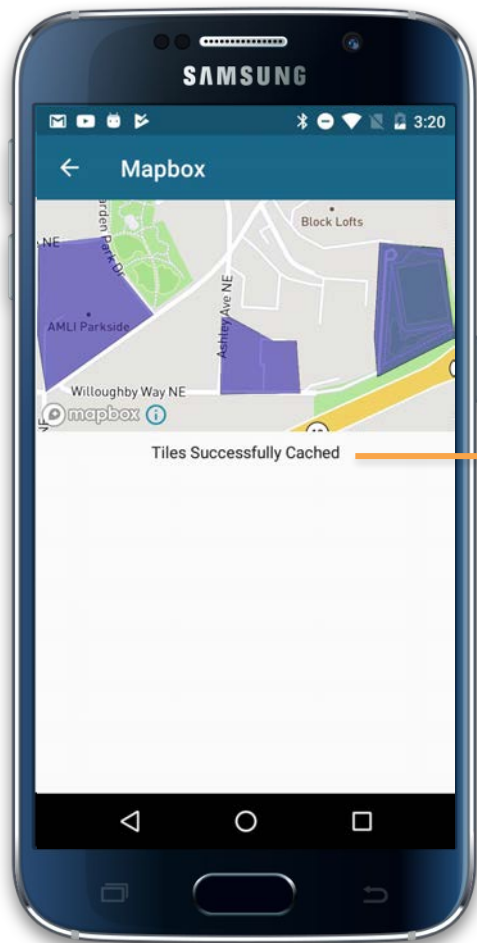 SAMSUNG
3:20
Mapbox
arden Park Dr
Block Lofts
NE
AMLI Parkside
Ashley Ave NE
Willoughby Way NE
mapbox
Tiles Successfully Cached